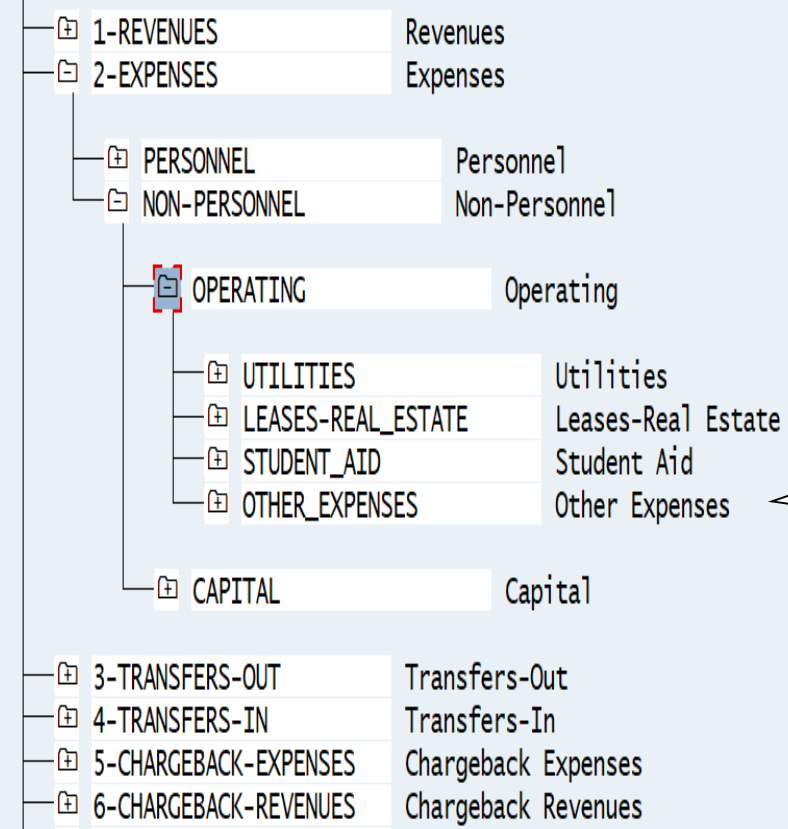 1-REVENUES Revenues
2-EXPENSES Expenses
PERSONNEL Personnel
NON-PERSONNEL Non-Personnel
OPERATING Operating
UTILITIES Utilities
LEASES-REAL_ESTATE Leases-Real Estate
STUDENT_AID Student Aid
OTHER_EXPENSES Other Expenses
CAPITAL Capital
3-TRANSFERS-OUT Transfers-Out
4-TRANSFERS-IN Transfers-In
5-CHARGEBACK-EXPENSES Chargeback Expenses
6-CHARGEBACK-REVENUES Chargeback Revenues